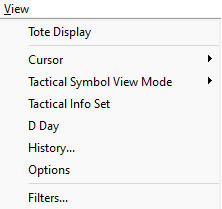 View
Tote Display
Cursor
Tactical Symbol View Mode
Tactical Info Set
D Day
History...
Options
Filters...